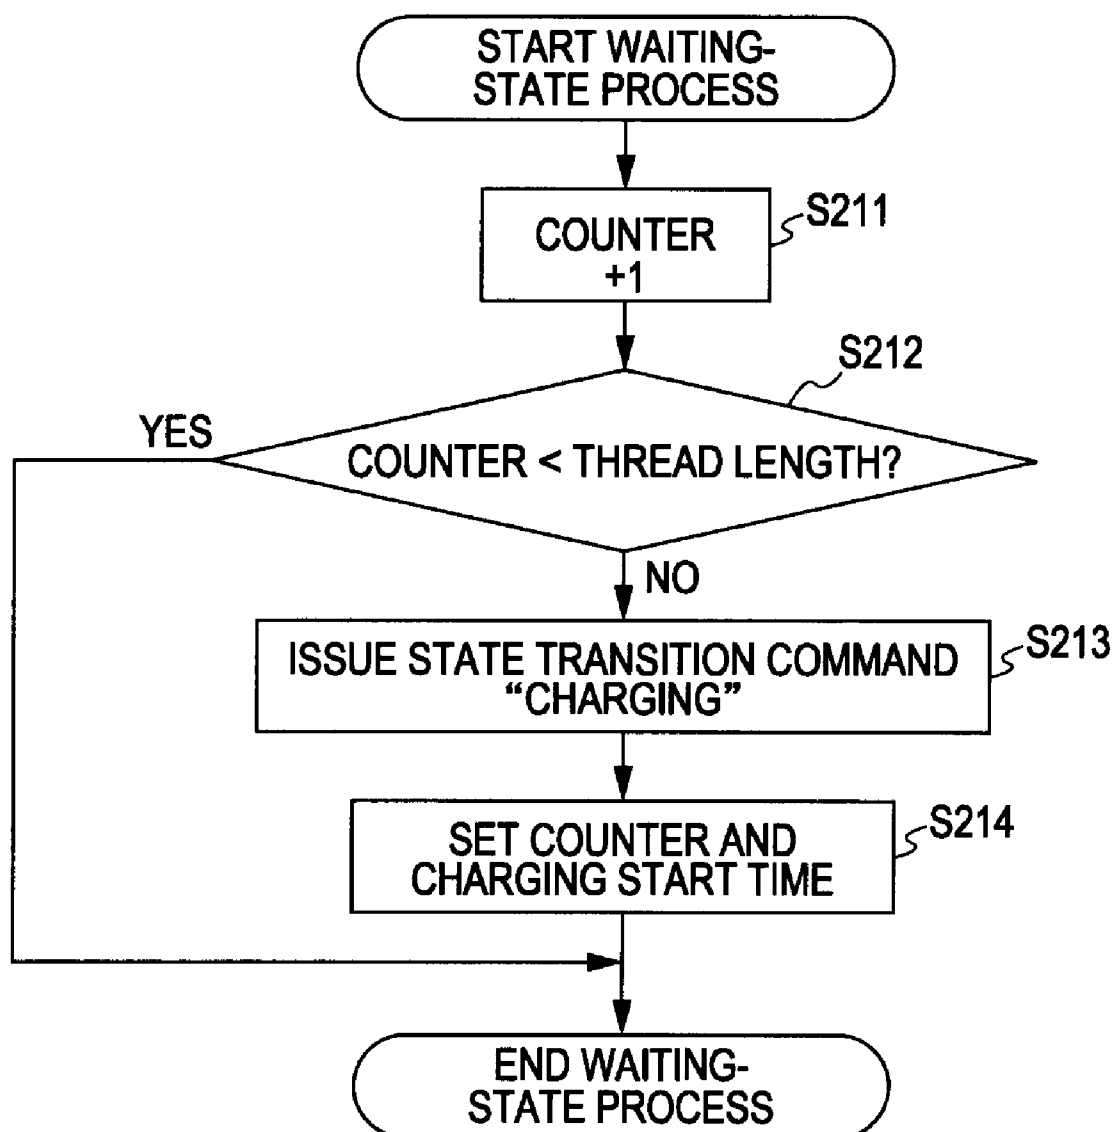 START WAITING-
STATE PROCESS
COUNTER
+1
S211
S212
YES
COUNTER < THREAD LENGTH?
NO
ISSUE STATE TRANSITION COMMAND
“CHARGING”
S213
SET COUNTER AND
CHARGING START TIME
S214
END WAITING-
STATE PROCESS